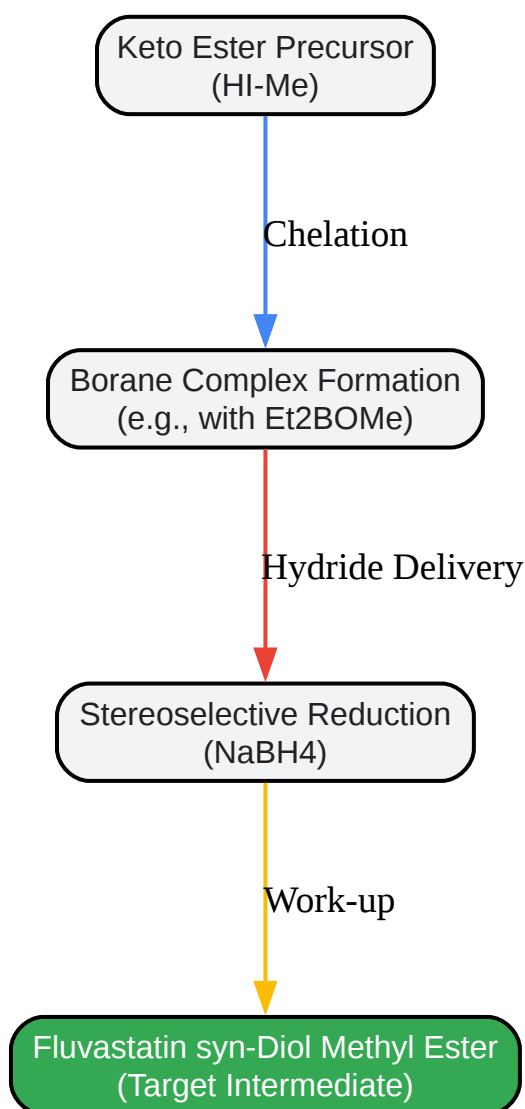 Keto Ester Precursor
(HI-Me)
Chelation
Borane Complex Formation
(e.g., with Et2BOMe)
Hydride Delivery
Stereoselective Reduction
(NaBH4)
Work-up
Fluvastatin syn-Diol Methyl Ester
(Target Intermediate)